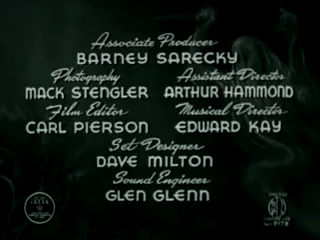 Associate Producer
BARNEY SARECKY
Photography
MACK STENGLER
Assistant Director
ARTHUR HAMMOND
Film Editor
CARL PIERSON
Musical Director
EDWARD KAY
Set Designer
DAVE MILTON
Sound Engineer
GLEN GLENN